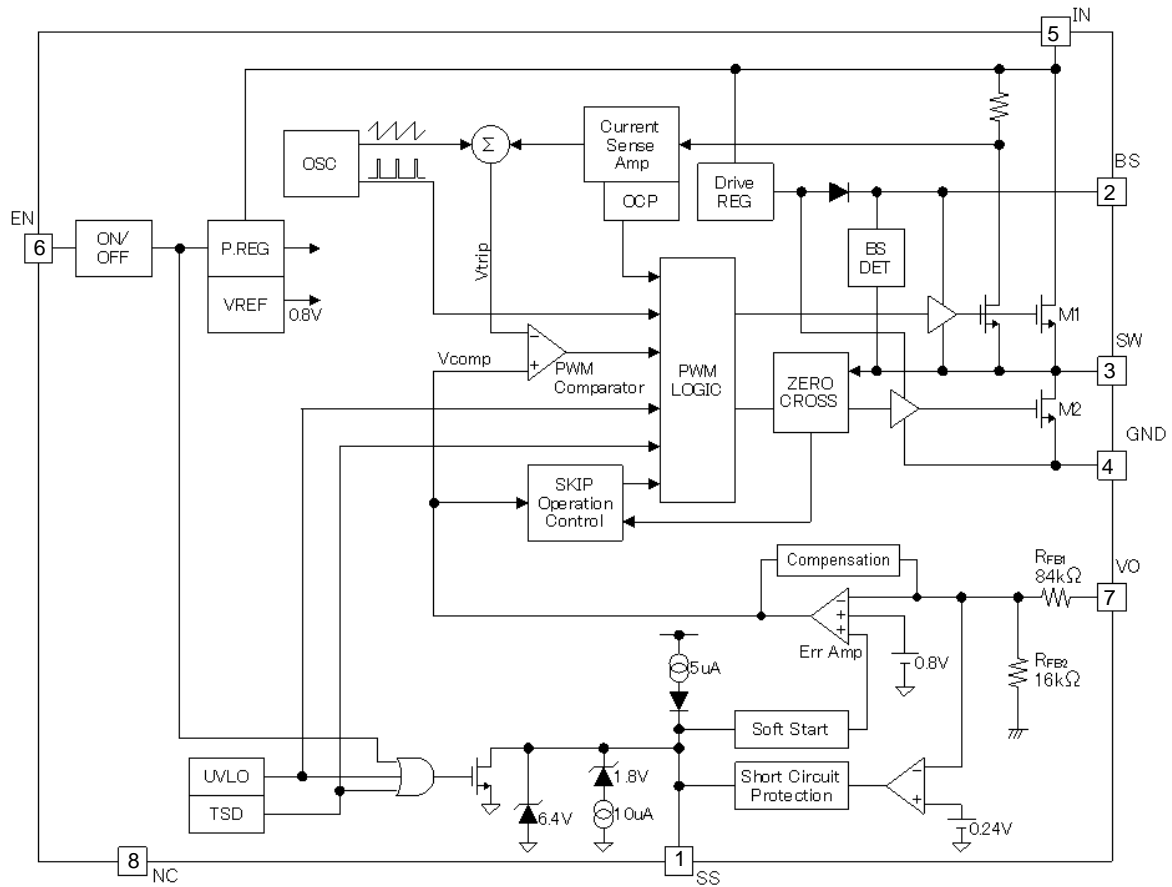 IN
5
OSC
Σ
Current
Sense
Amp
OCP
Drive
REG
BS
2
EN
6
ON/
OFF
P.REG
VREF
0.8V
Vtrip
BS
DET
M1
SW
3
Vcomp
−
+
PWM
Comparator
PWM
LOGIC
ZERO
CROSS
M2
GND
4
SKIP
Operation
Control
Compensation
RFB1
84kΩ
VO
7
−
+
+
Err Amp
0.8V
RFB2
16kΩ
5uA
Soft Start
UVLO
TSD
6.4V
1.8V
10uA
Short Circuit
Protection
−
+
0.24V
8
NC
1
SS